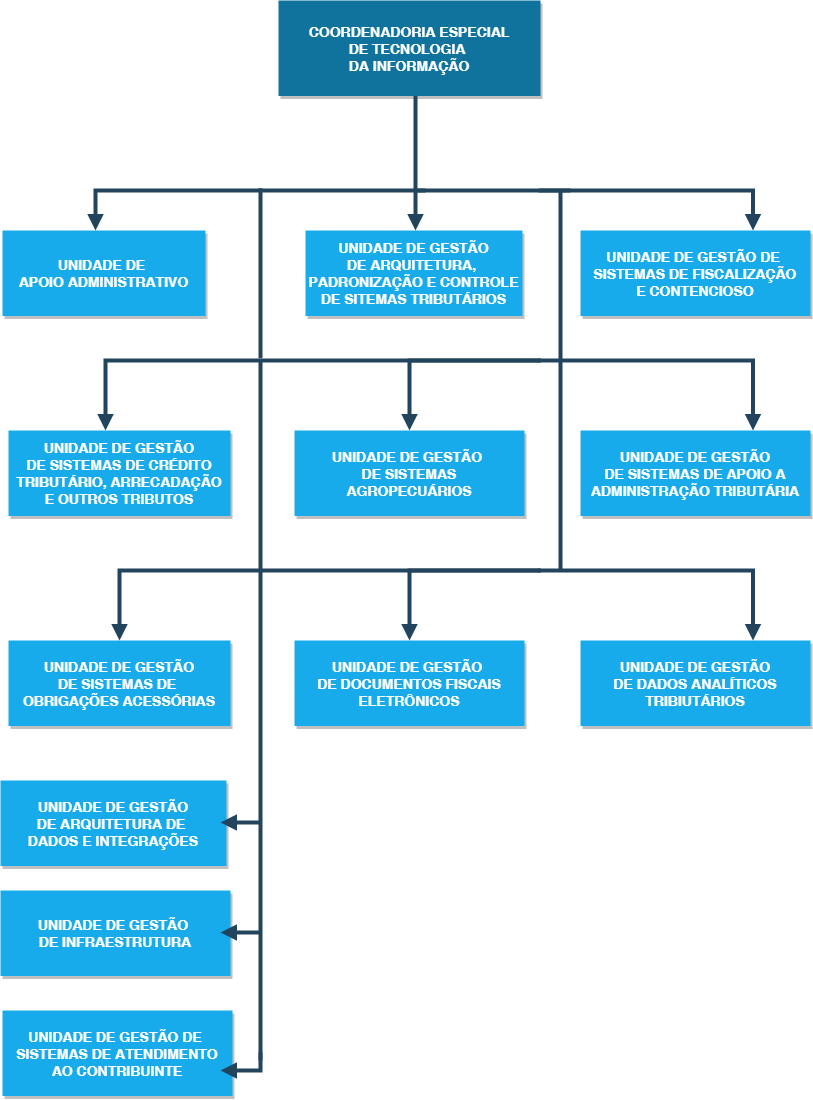 COORDENADORIA ESPECIAL
DE TECNOLOGIA
DA INFORMAÇÃO
UNIDADE DE
APOIO ADMINISTRATIVO
UNIDADE DE GESTÃO
DE ARQUITETURA,
PADRONIZAÇÃO E CONTROLE
DE SITEMAS TRIBUTÁRIOS
UNIDADE DE GESTÃO DE
SISTEMAS DE FISCALIZAÇÃO
E CONTENCIOSO
UNIDADE DE GESTÃO
DE SISTEMAS DE CRÉDITO
TRIBUTÁRIO, ARRECADAÇÃO
E OUTROS TRIBUTOS
UNIDADE DE GESTÃO
DE SISTEMAS
AGROPECUÁRIOS
UNIDADE DE GESTÃO
DE SISTEMAS DE APOIO A
ADMINISTRAÇÃO TRIBUTÁRIA
UNIDADE DE GESTÃO
DE SISTEMAS DE
OBRIGAÇÕES ACESSÓRIAS
UNIDADE DE GESTÃO
DE DOCUMENTOS FISCAIS
ELETRÔNICOS
UNIDADE DE GESTÃO
DE DADOS ANALÍTICOS
TRIBIUTÁRIOS
UNIDADE DE GESTÃO
DE ARQUITETURA DE
DADOS E INTEGRAÇÕES
UNIDADE DE GESTÃO
DE INFRAESTRUTURA
UNIDADE DE GESTÃO DE
SISTEMAS DE ATENDIMENTO
AO CONTRIBUINTE